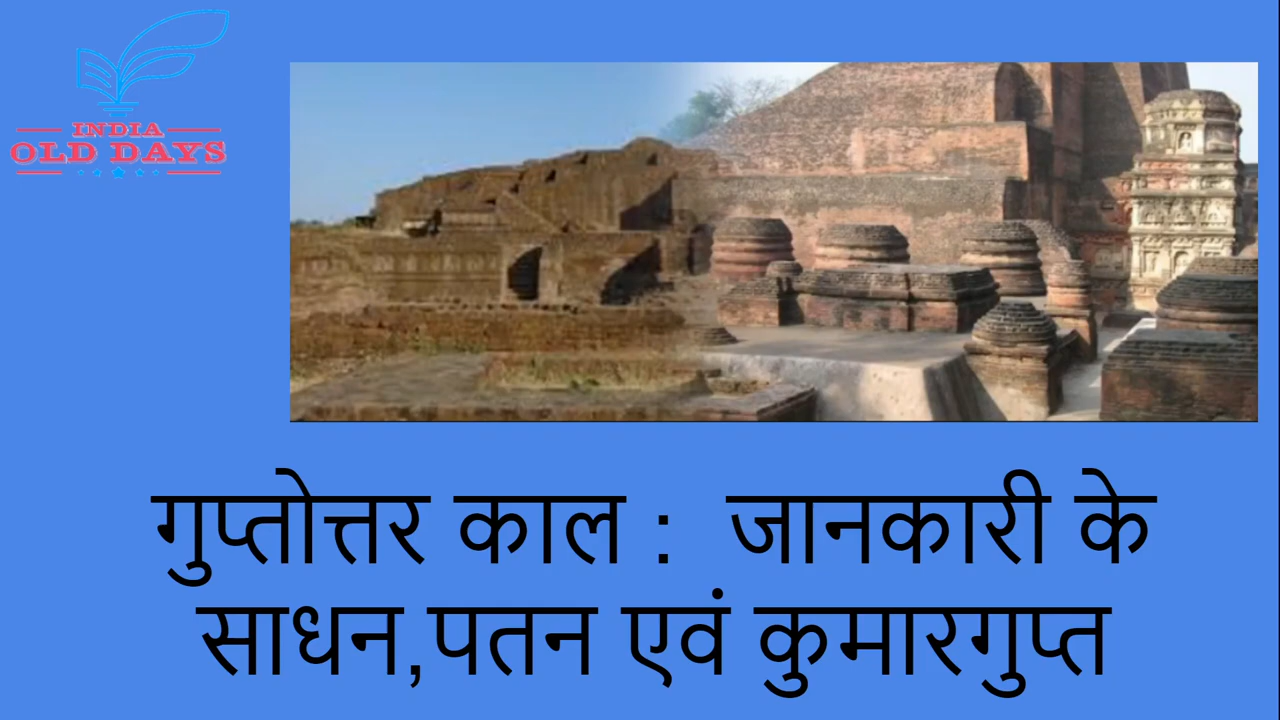 INDIA
OLD DAYS
गुप्तोत्तर काल : जानकारी के
साधन,पतन एवं कुमारगुप्त